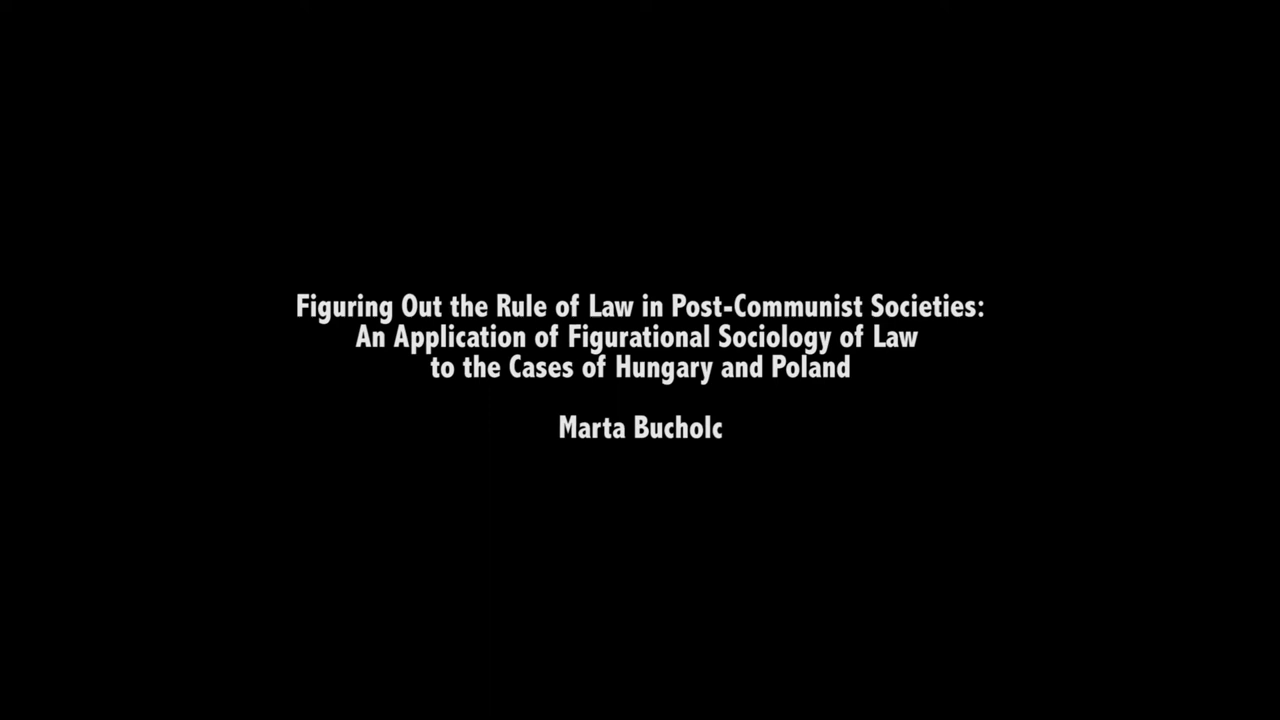 Figuring Out the Rule of Law in Post-Communist Societies:
An Application of Figurational Sociology of Law
to the Cases of Hungary and Poland
Marta Bucholc